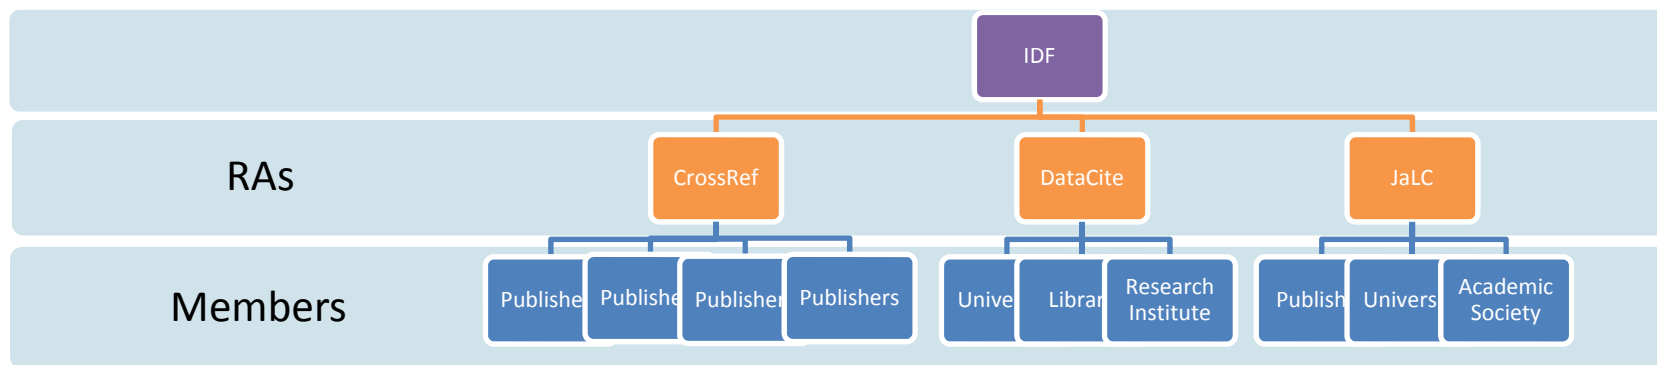 IDF
RAs
CrossRef
DataCite
JaLC
Members
Publishe
Publishe
Publisher
Publishers
Unive
Librar
Research
Institute
Publish
Univers
Academic
Society